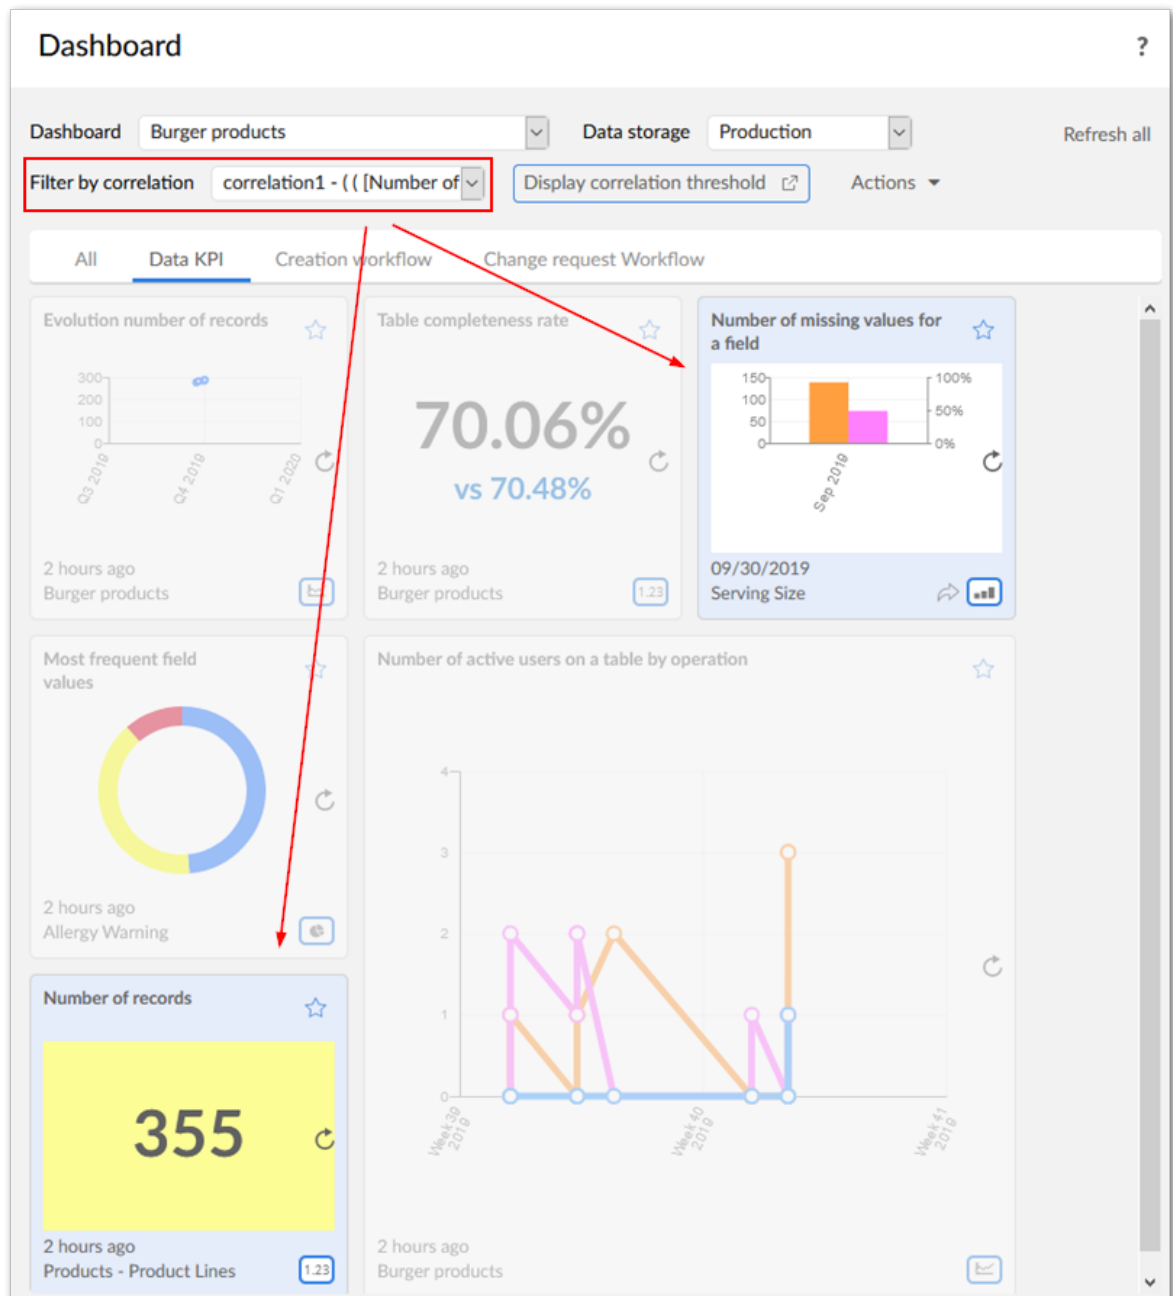 Dashboard
?
Dashboard Burger products Data storage Production Refresh all
Filter by correlation correlation1 - ( ( [Number of Display correlation threshold Actions
All Data KPI Creation workflow Change request Workflow
Evolution number of records
300
200
100
0
Q3 2019 Q4 2019 Q1 2020
2 hours ago
Burger products
Table completeness rate
70.06%
vs 70.48%
2 hours ago
Burger products
1.23
Number of missing values for
a field
150 100%
100
50 50%
0 0%
Sep 2019
09/30/2019
Serving Size
Most frequent field
values
2 hours ago
Allergy Warning
Number of active users on a table by operation
4
3
2
1
0
Week 39
2019
Week 40
2019
Week 41
2019
2 hours ago
Burger products
Number of records
355
2 hours ago
Products - Product Lines
1.23